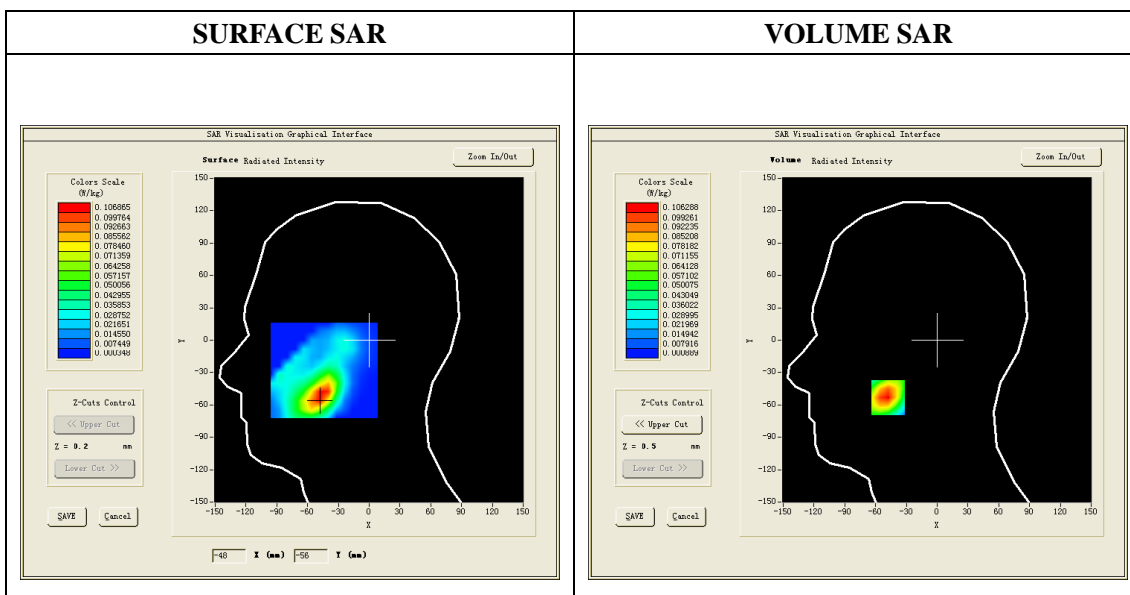 SURFACE SAR
VOLUME SAR
SAR Visualisation Graphical Interface
Surface Radiated Intensity
Zoom In/Out
Colors Scale
(W/kg)
0.106865
0.099764
0.092663
0.085562
0.078460
0.071359
0.064258
0.057157
0.050056
0.042955
0.035853
0.028752
0.021651
0.014550
0.007449
0.000348
150
120
90
60
30
0
-30
-60
-90
-120
-150
Y
-150 -120 -90 -60 -30 0 30 60 90 120 150
X
Z-Cuts Control
<< Upper Cut
Z = 0.2 mm
Lower Cut >>
SAVE Cancel
-48 X (mm) -56 Y (mm)
SAR Visualisation Graphical Interface
Volume Radiated Intensity
Zoom In/Out
Colors Scale
(W/kg)
0.106288
0.099261
0.092235
0.085208
0.078182
0.071155
0.064128
0.057102
0.050075
0.043049
0.036022
0.028995
0.021969
0.014942
0.007916
0.000889
150
120
90
60
30
0
-30
-60
-90
-120
-150
Y
-150 -120 -90 -60 -30 0 30 60 90 120 150
X
Z-Cuts Control
<< Upper Cut
Z = 0.5 mm
Lower Cut >>
SAVE Cancel